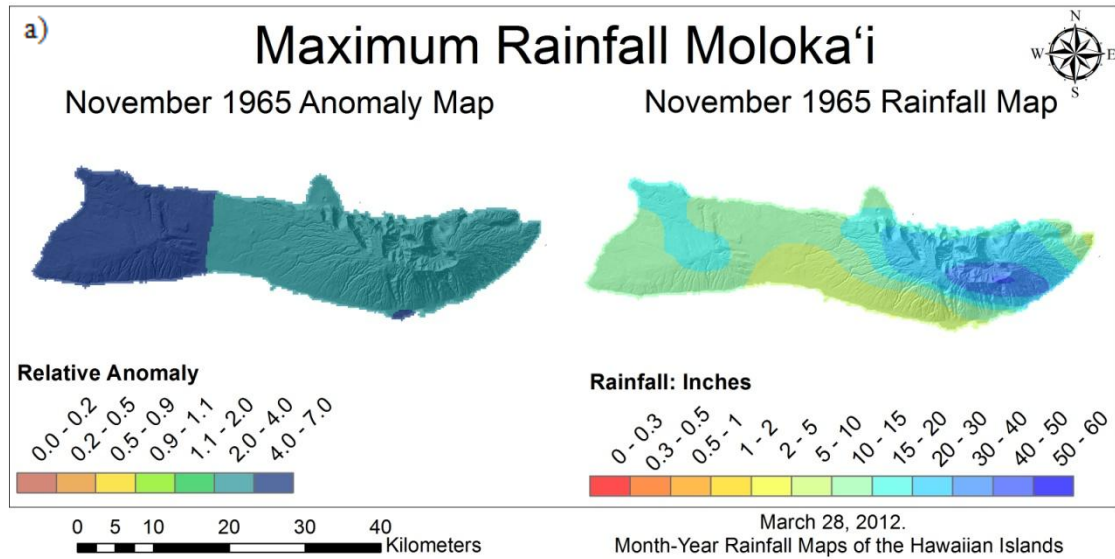 a)
Maximum Rainfall Moloka‘i
N
W E
S
November 1965 Anomaly Map
November 1965 Rainfall Map
Relative Anomaly
0.0 - 0.2
0.2 - 0.5
0.5 - 0.9
0.9 - 1.1
1.1 - 2.0
2.0 - 4.0
4.0 - 7.0
Rainfall: Inches
0 - 0.3
0.3 - 0.5
0.5 - 1
1 - 2
2 - 5
5 - 10
10 - 15
15 - 20
20 - 30
30 - 40
40 - 50
50 - 60
0 5 10 20 30 40
Kilometers
March 28, 2012.
Month-Year Rainfall Maps of the Hawaiian Islands